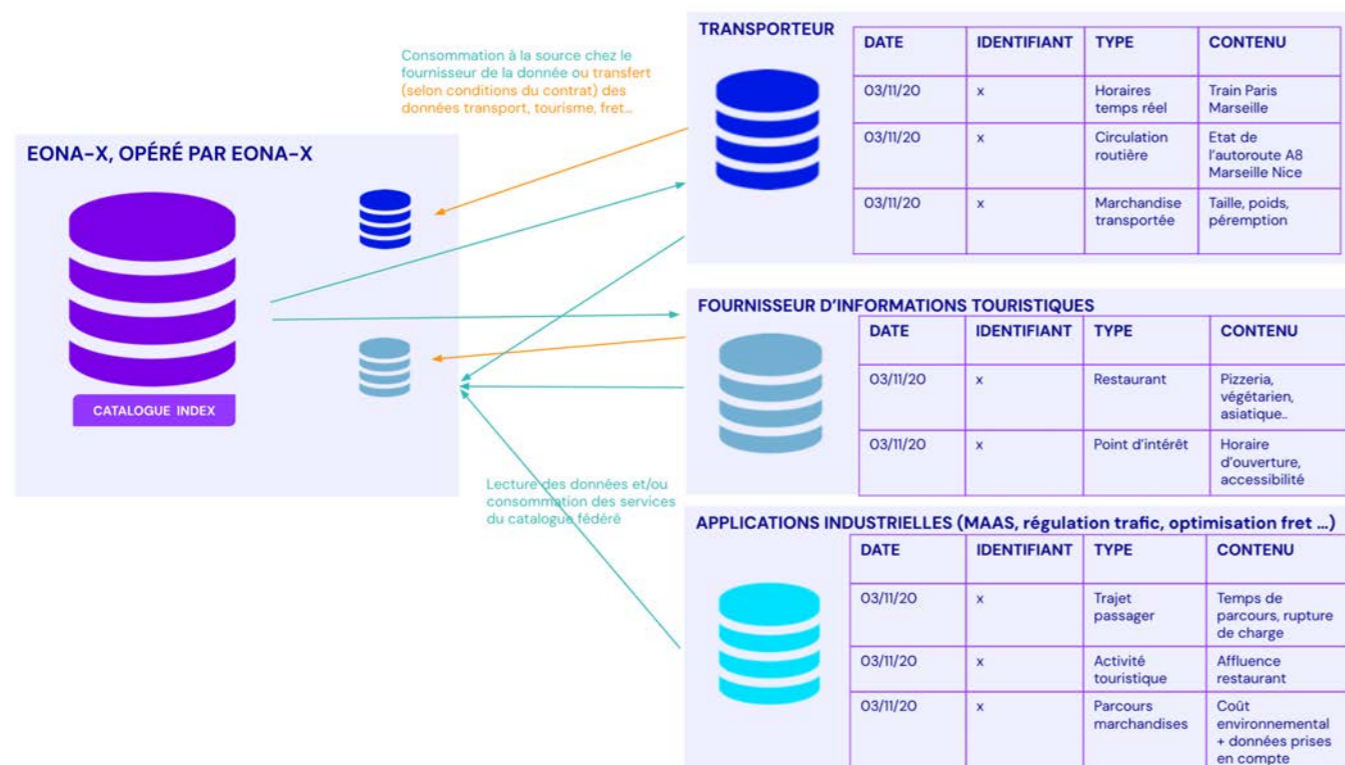 Consommation à la source chez le
fournisseur de la donnée ou transfert
(selon conditions du contrat) des
données transport, tourisme, fret...
EONA-X, OPÉRÉ PAR EONA-X
CATALOGUE INDEX
Lecture des données et/ou
consommation des services
du catalogue fédéré
TRANSPORTEUR
DATE IDENTIFIANT TYPE CONTENU
03/11/20 x Horaires Train Paris
temps réel Marseille
03/11/20 x Circulation Etat de
routière l'autoroute A8
Marseille Nice
03/11/20 x Marchandise Taille, poids,
transportée péremption
FOURNISSEUR D'INFORMATIONS TOURISTIQUES
DATE IDENTIFIANT TYPE CONTENU
03/11/20 x Restaurant Pizzeria,
végétarien,
asiatique..
03/11/20 x Point d'intérêt Horaire
d'ouverture,
accessibilité
APPLICATIONS INDUSTRIELLES (MAAS, régulation trafic, optimisation fret ...)
DATE IDENTIFIANT TYPE CONTENU
03/11/20 x Trajet Temps de
passager parcours, rupture
de charge
03/11/20 x Activité Affluence
touristique restaurant
03/11/20 x Parcours Coût
marchandises environnemental
+ données prises
en compte